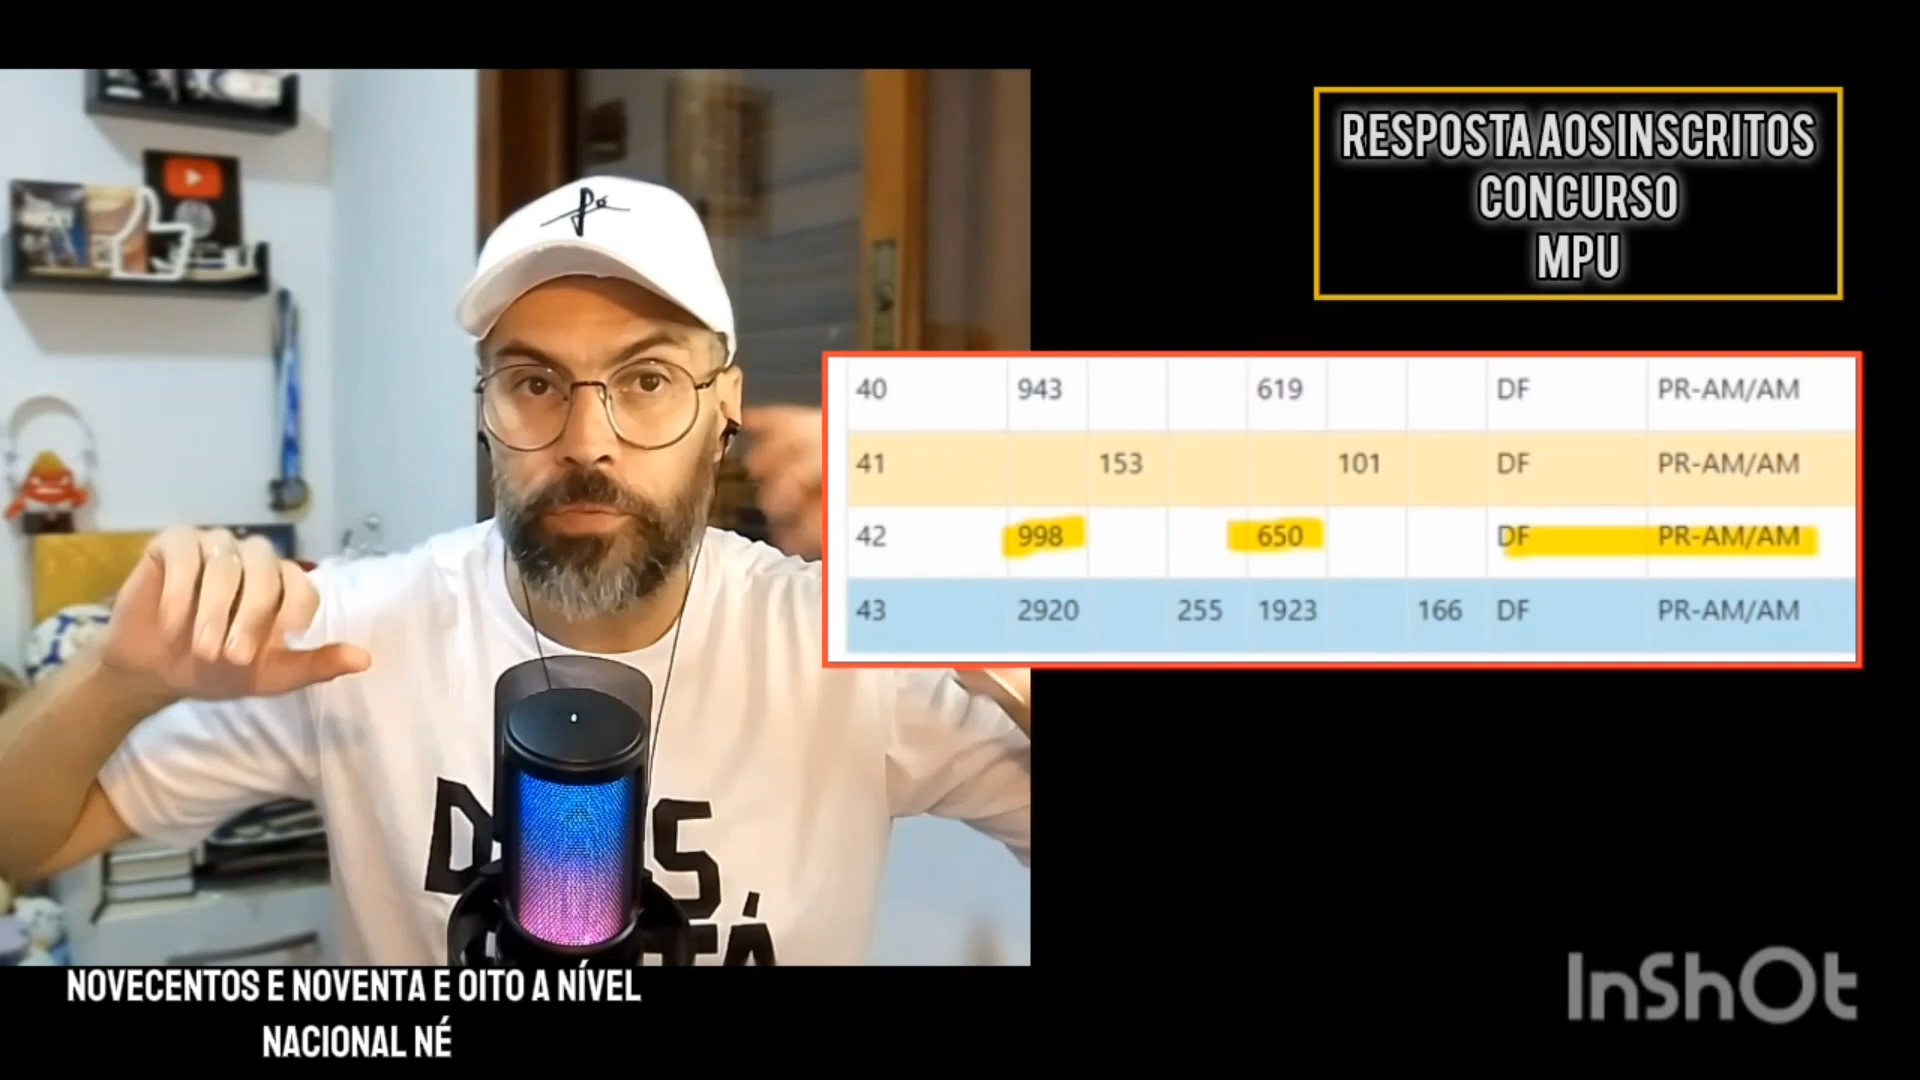 RESPOSTA AOS INSCRITOS
CONCURSO
MPU
40 943 619 DF PR-AM/AM
41 153 101 DF PR-AM/AM
42 998 650 DF PR-AM/AM
43 2920 255 1923 166 DF PR-AM/AM
NOVECENTOS E NOVENTA E OITO A NÍVEL
NACIONAL NÉ
InShOt